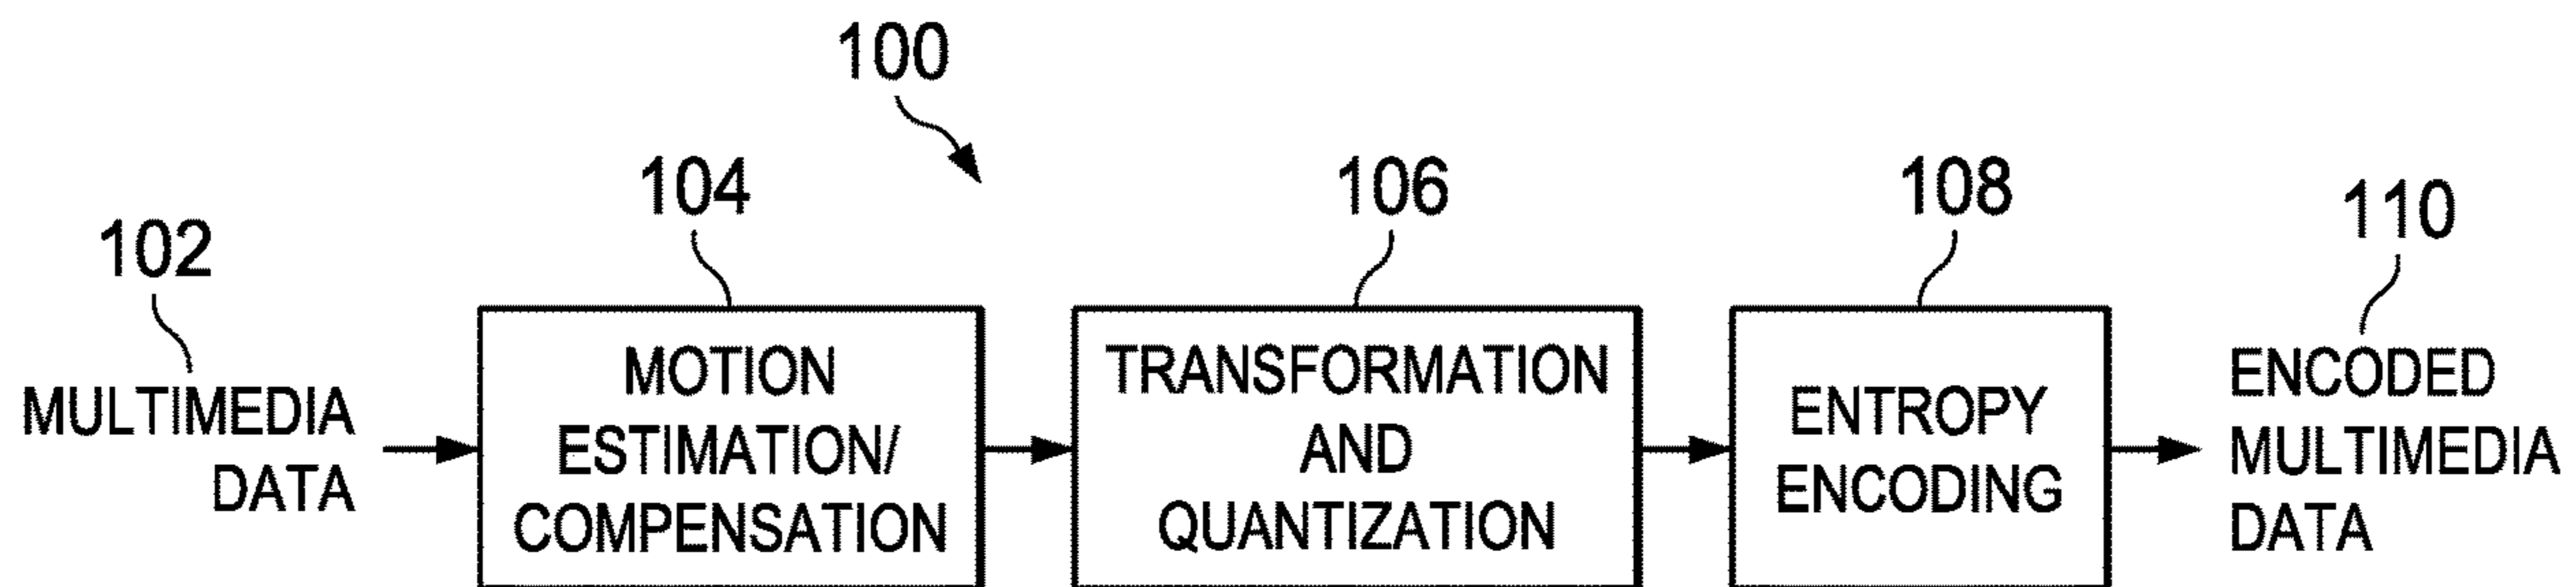 100
104
106
108
110
102
MULTIMEDIA
DATA
MOTION
ESTIMATION/
COMPENSATION
TRANSFORMATION
AND
QUANTIZATION
ENTROPY
ENCODING
ENCODED
MULTIMEDIA
DATA